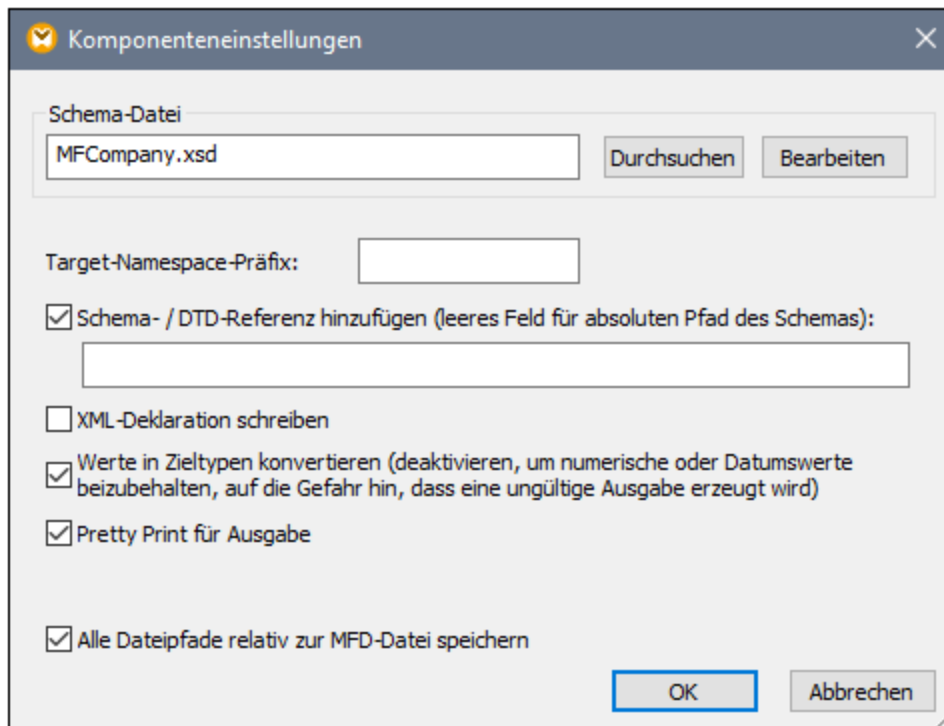 Komponenteneinstellungen
Schema-Datei
MFCompany.xsd
Durchsuchen
Bearbeiten
Target-Namespace-Präfix:
Schema- / DTD-Referenz hinzufügen (leeres Feld für absoluten Pfad des Schemas):
XML-Deklaration schreiben
Werte in Zieltypen konvertieren (deaktivieren, um numerische oder Datumswerte
beizubehalten, auf die Gefahr hin, dass eine ungültige Ausgabe erzeugt wird)
Pretty Print für Ausgabe
Alle Dateipfade relativ zur MFD-Datei speichern
OK
Abbrechen